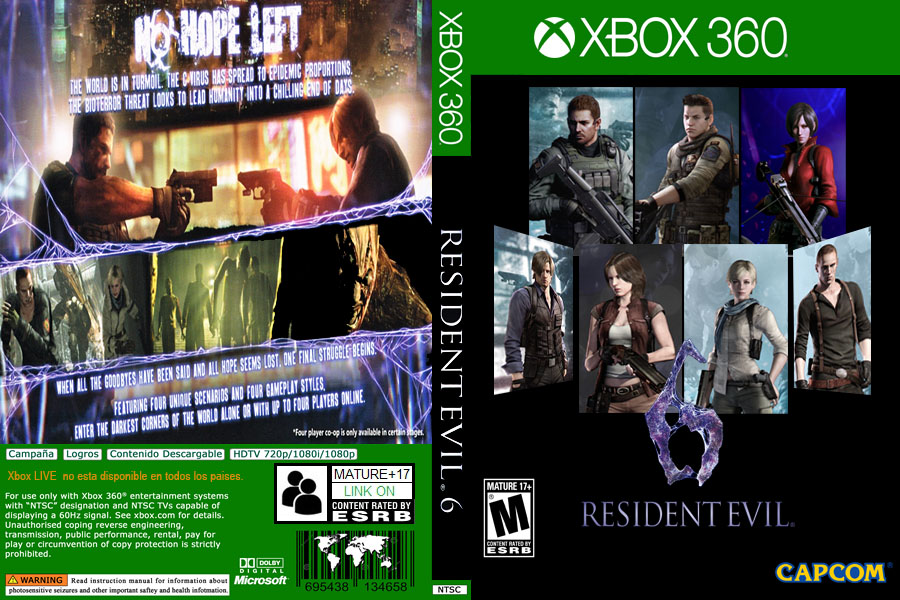 NO HOPE LEFT
THE WORLD IS IN TURMOIL. THE C-VIRUS HAS SPREAD TO EPIDEMIC PROPORTIONS.
THE BIOTERROR THREAT LOOKS TO LEAD HUMANITY INTO A CHILLING END OF DAYS.
WHEN ALL THE GOODBYES HAVE BEEN SAID AND ALL HOPE SEEMS LOST, ONE FINAL STRUGGLE BEGINS.
FEATURING FOUR UNIQUE SCENARIOS AND FOUR GAMEPLAY STYLES,
ENTER THE DARKEST CORNERS OF THE WORLD ALONE OR WITH UP TO FOUR PLAYERS ONLINE.
*Four player co-op is only available in certain stages.
Campaña Logros Contenido Descargable HDTV 720p/1080i/1080p
Xbox LIVE no esta disponible en todos los paises.
For use only with Xbox 360® entertainment systems
with “NTSC” designation and NTSC TVs capable of
displaying a 60Hz signal. See xbox.com for details.
Unauthorised coping reverse engineering,
transmission, public performance, rental, pay for
play or circumvention of copy protection is strictly
prohibited.
MATURE+17
LINK ON
CONTENT RATED BY
ESRB
WARNING Read instruction manual for information about
photosensitive seizures and other important saftey and health infotmation.
DOLBY
DIGITAL
Microsoft®
695438 134658
XBOX 360®
RESIDENT EVIL® 6
NTSC
XBOX 360®
6
RESIDENT EVIL®
MATURE 17+
M
CONTENT RATED BY
ESRB
CAPCOM®